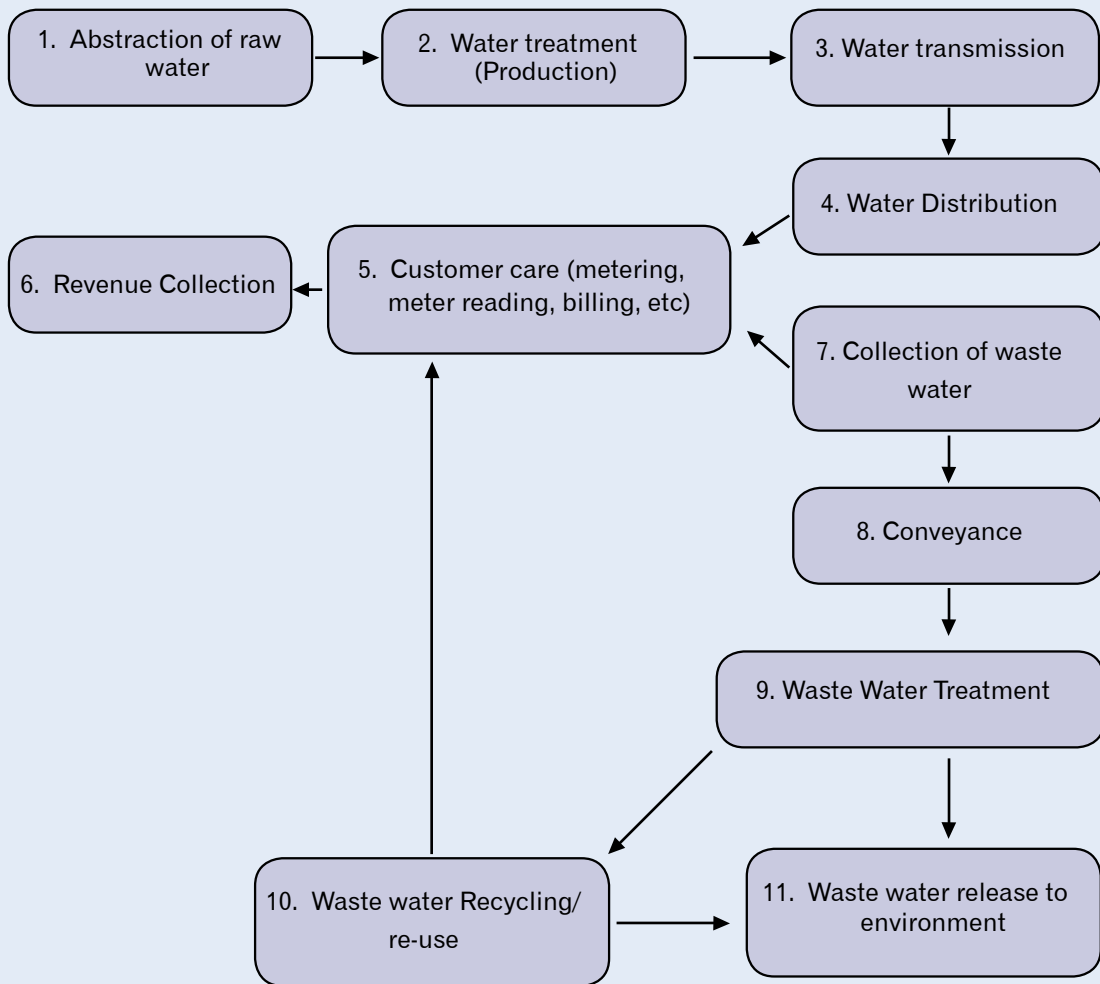 1. Abstraction of raw
water
2. Water treatment
(Production)
3. Water transmission
4. Water Distribution
5. Customer care (metering,
meter reading, billing, etc)
6. Revenue Collection
7. Collection of waste
water
8. Conveyance
9. Waste Water Treatment
10. Waste water Recycling/
re-use
11. Waste water release to
environment